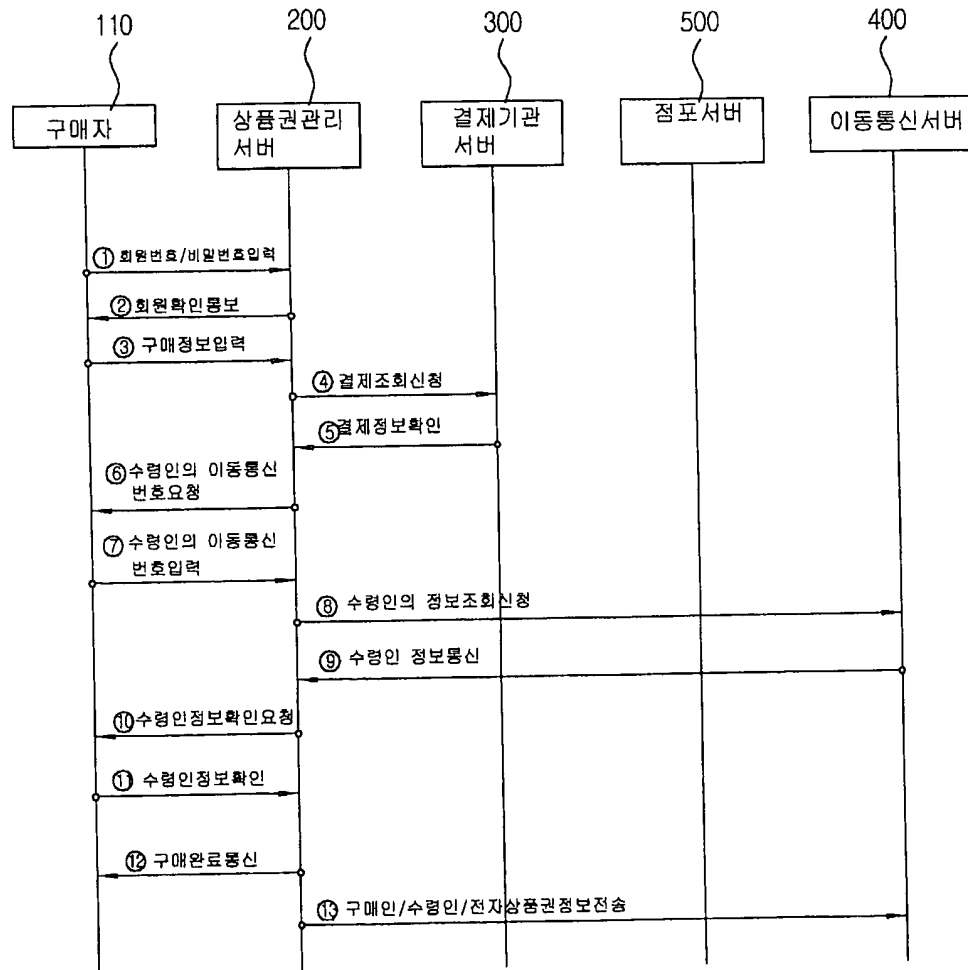 110
200
300
500
400
구매자
상품권관리
서버
결제기관
서버
점포서버
이동통신서버
① 회원번호/비밀번호입력
② 회원확인통보
③ 구매정보입력
④ 결제조회신청
⑤ 결제정보확인
⑥ 수령인의 이동통신
번호요청
⑦ 수령인의 이동통신
번호입력
⑧ 수령인의 정보조회신청
⑨ 수령인 정보통신
⑩ 수령인정보확인요청
⑪ 수령인정보확인
⑫ 구매완료통신
⑬ 구매인/수령인/전자상품권정보전송